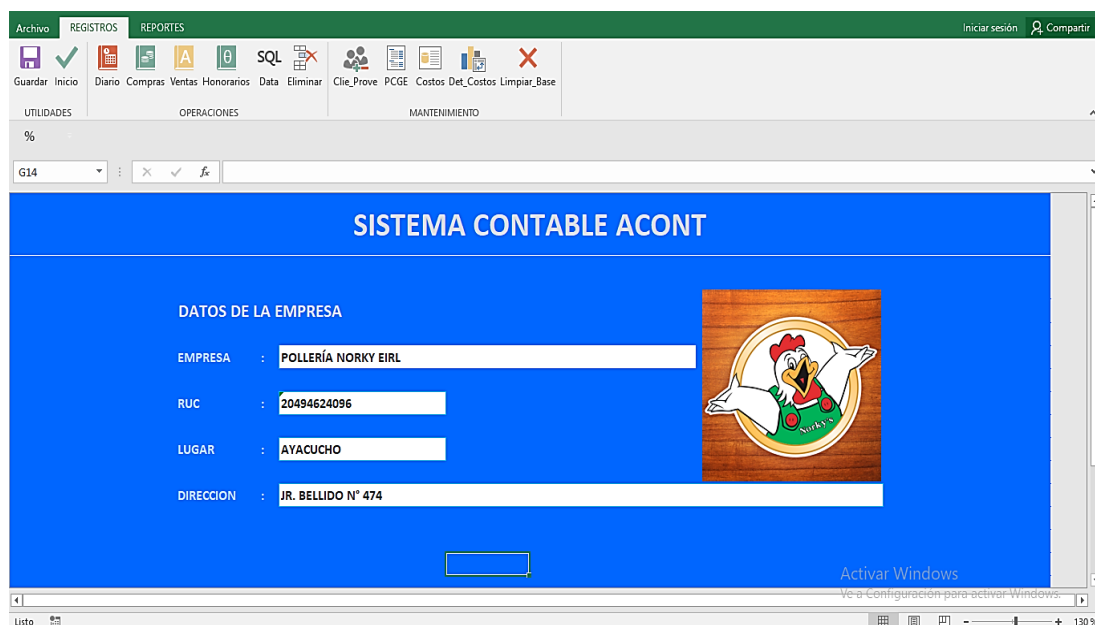 Archivo REGISTROS REPORTES Iniciar sesión Compartir
SQL
Guardar Inicio Diario Compras Ventas Honorarios Data Eliminar Clie_Prove PCGE Costos Det_Costos Limpiar_Base
UTILIDADES OPERACIONES MANTENIMIENTO
%
G14 fx
SISTEMA CONTABLE ACONT
DATOS DE LA EMPRESA
EMPRESA : POLLERÍA NORKY EIRL
RUC : 20494624096
LUGAR : AYACUCHO
DIRECCION : JR. BELLIDO N° 474
Norky's
Activar Windows
Ve a Configuración para activar Windows.
Listo 130 %